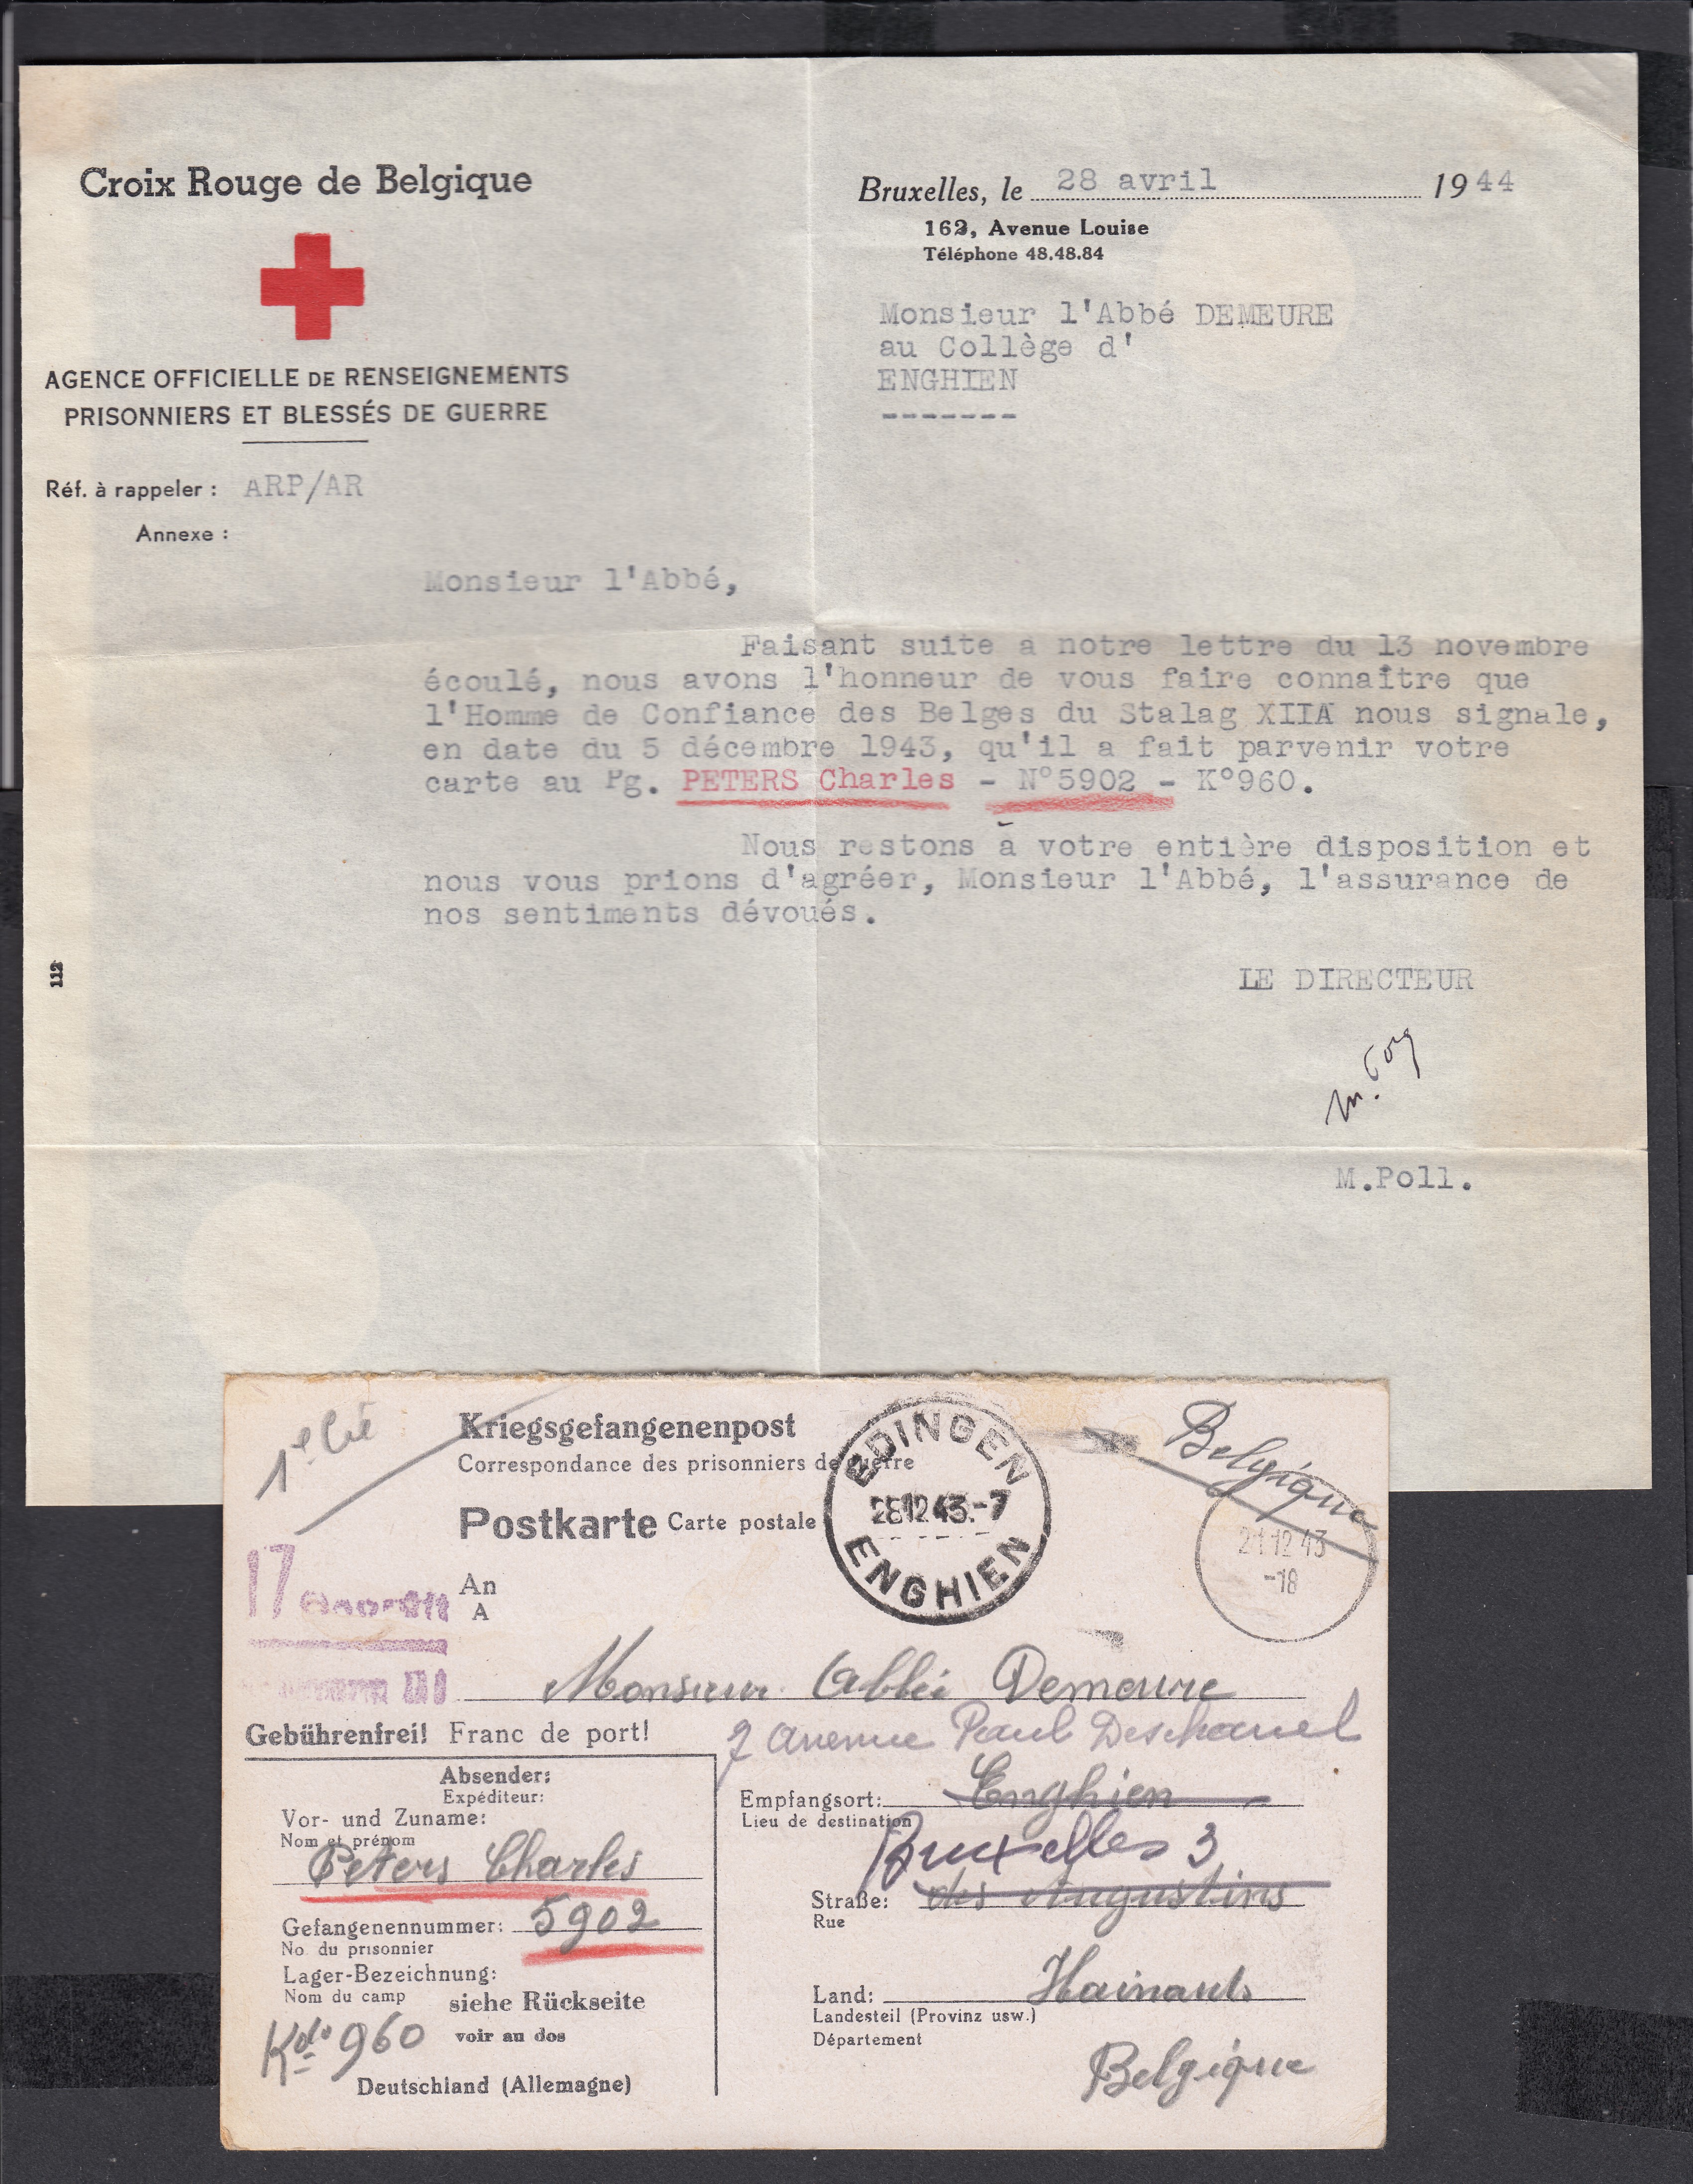 Croix Rouge de Belgique
Bruxelles, le 28 avril 1944
162, Avenue Louise
Téléphone 48.48.84
Monsieur l'Abbé DEMEURE
au Collège d'
ENGHIEN
-------
AGENCE OFFICIELLE DE RENSEIGNEMENTS
PRISONNIERS ET BLESSÉS DE GUERRE
Réf. à rappeler : ARP/AR
Annexe :
Monsieur l'Abbé,
Faisant suite a notre lettre du 13 novembre
écoulé, nous avons l'honneur de vous faire connaître que
l'Homme de Confiance des Belges du Stalag XIIA nous signale,
en date du 5 décembre 1943, qu'il a fait parvenir votre
carte au Pg. PETERS Charles - N°5902 - K°960.
Nous restons à votre entière disposition et
nous vous prions d'agréer, Monsieur l'Abbé, l'assurance de
nos sentiments dévoués.
112
LE DIRECTEUR
M.Poll.
Kriegsgefangenenpost
Correspondance des prisonniers de guerre
Postkarte Carte postale
EDINGEN
28 12 43.-7
ENGHIEN
Belgique
21 12 43
-18
17
An
A
Monsieur Abbé Demeure
Gebührenfrei! Franc de port!
7 avenue Paul Deschanel
Absender:
Expéditeur:
Vor- und Zuname:
Nom et prénom
Peters Charles
Gefangenennummer: 5902
No. du prisonnier
Lager-Bezeichnung:
Nom du camp
siehe Rückseite
voir au dos
Kdo 960
Deutschland (Allemagne)
Empfangsort: Enghien
Lieu de destination
Bruxelles 3
Straße: des Augustins
Rue
Land: Hainaut
Landesteil (Provinz usw.)
Département
Belgique